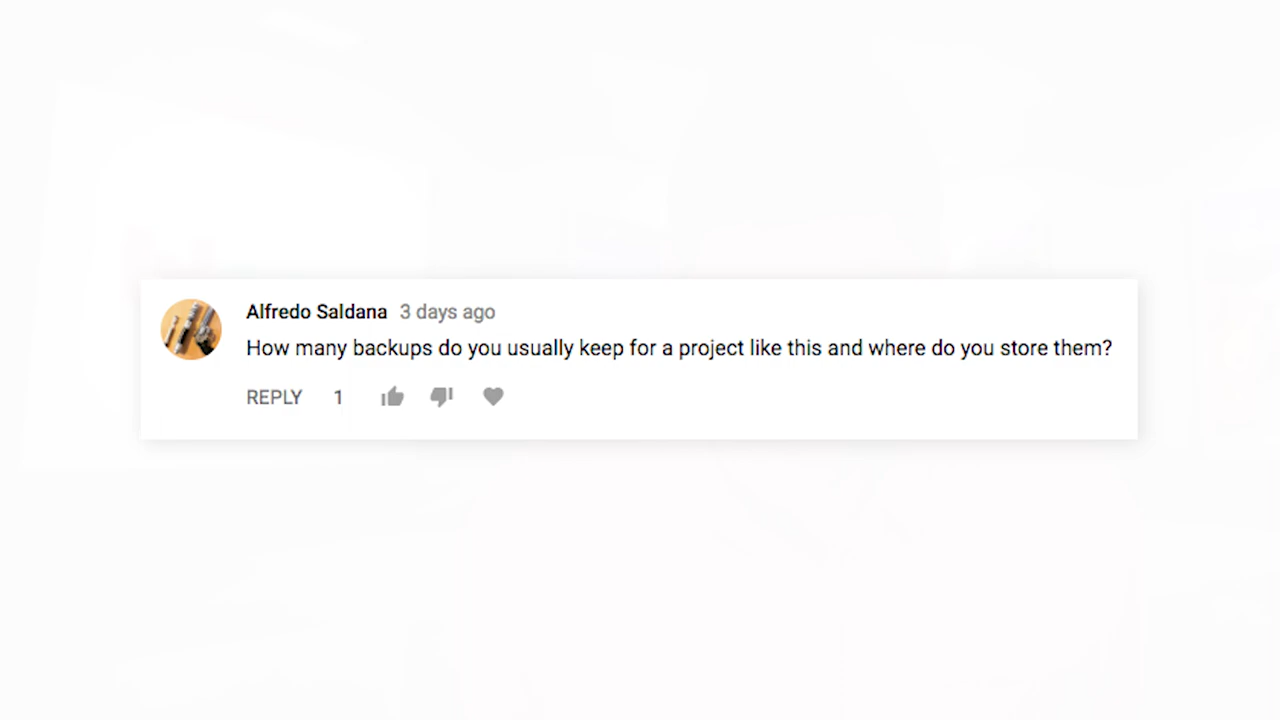 Alfredo Saldana 3 days ago
How many backups do you usually keep for a project like this and where do you store them?
REPLY 1